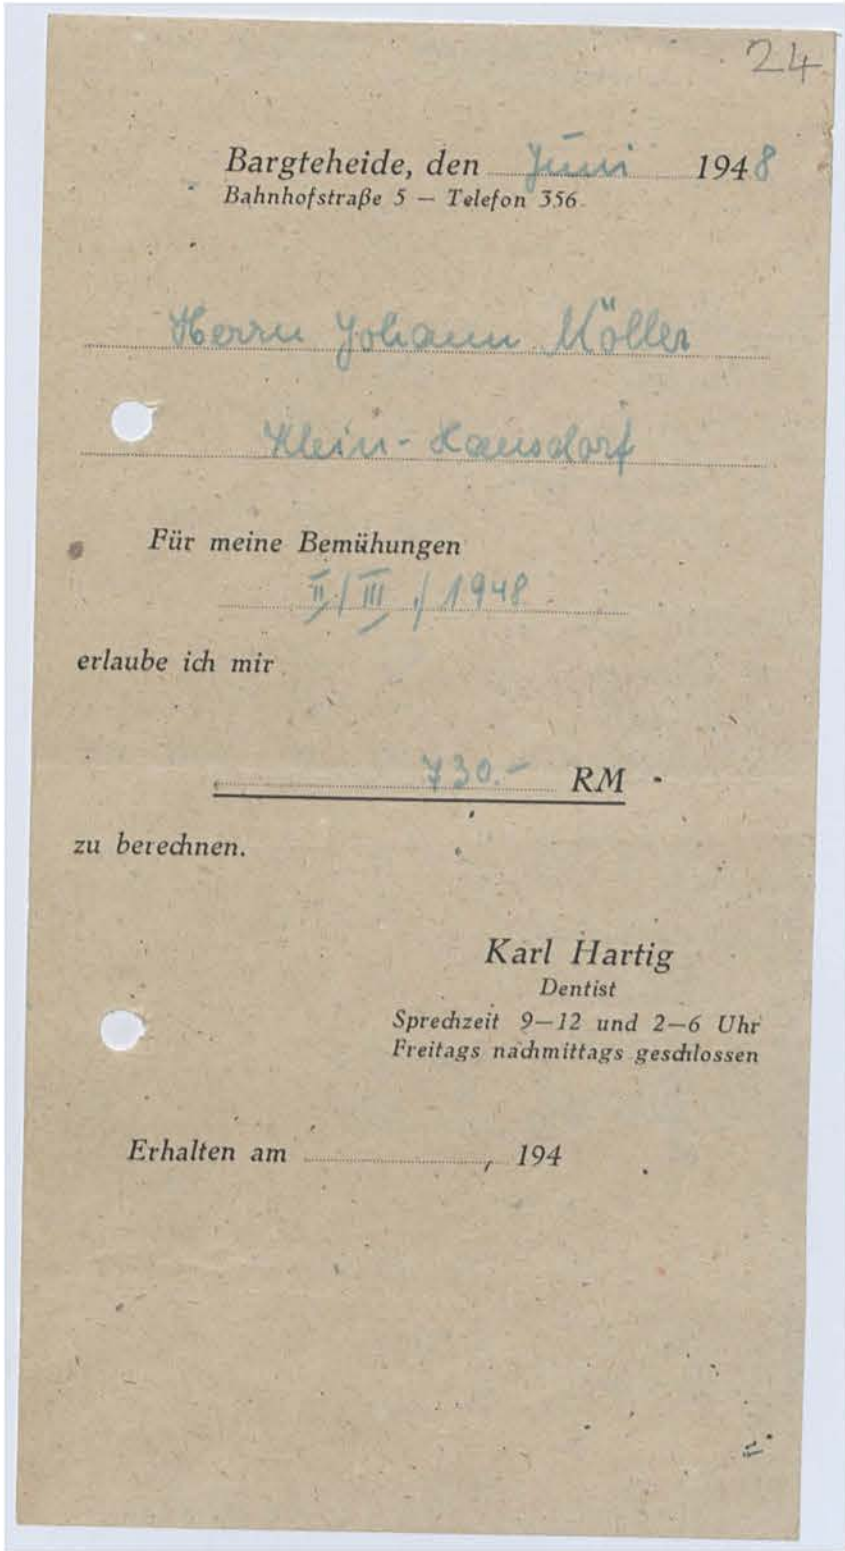 24
Bargteheide, den Juni 1948
Bahnhofstraße 5 — Telefon 356
Herrn Johann Möller
Klein-Hansdorf
Für meine Bemühungen
II/III/1948
erlaube ich mir
730.- RM
zu berechnen.
Karl Hartig
Dentist
Sprechzeit 9—12 und 2—6 Uhr
Freitags nachmittags geschlossen
Erhalten am , 194